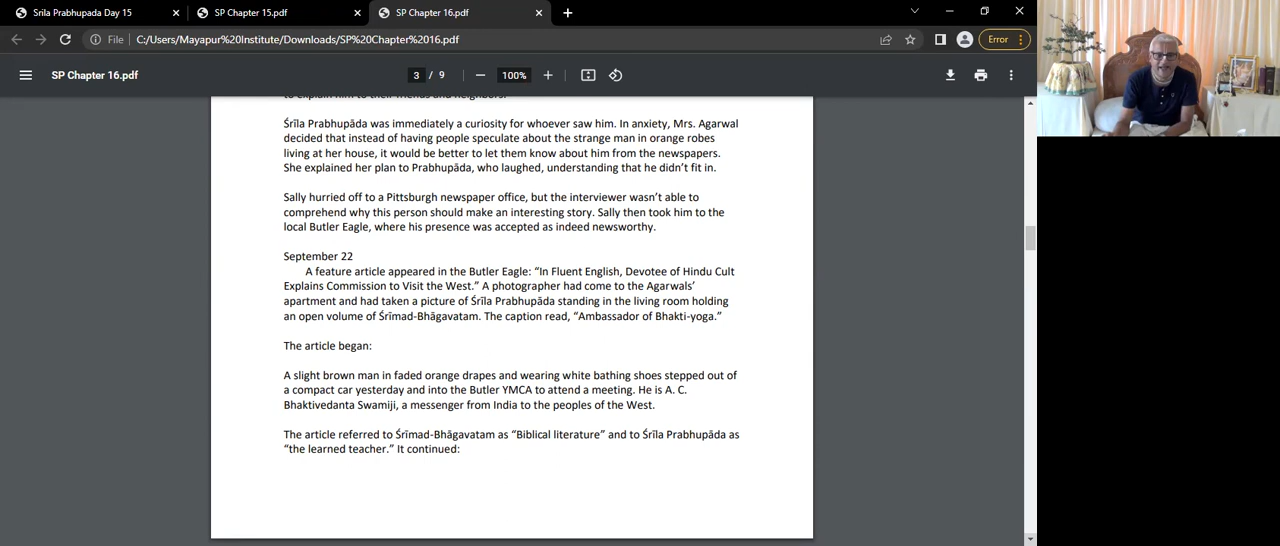 Srila Prabhupada Day 15
SP Chapter 15.pdf
SP Chapter 16.pdf
File
C:/Users/Mayapur%20Institute/Downloads/SP%20Chapter%2016.pdf
Error
SP Chapter 16.pdf
3 / 9
100%
to explain him to their friends and neighbors.
Śrīla Prabhupāda was immediately a curiosity for whoever saw him. In anxiety, Mrs. Agarwal
decided that instead of having people speculate about the strange man in orange robes
living at her house, it would be better to let them know about him from the newspapers.
She explained her plan to Prabhupāda, who laughed, understanding that he didn’t fit in.
Sally hurried off to a Pittsburgh newspaper office, but the interviewer wasn’t able to
comprehend why this person should make an interesting story. Sally then took him to the
local Butler Eagle, where his presence was accepted as indeed newsworthy.
September 22
A feature article appeared in the Butler Eagle: “In Fluent English, Devotee of Hindu Cult
Explains Commission to Visit the West.” A photographer had come to the Agarwals’
apartment and had taken a picture of Śrīla Prabhupāda standing in the living room holding
an open volume of Śrīmad-Bhāgavatam. The caption read, “Ambassador of Bhakti-yoga.”
The article began:
A slight brown man in faded orange drapes and wearing white bathing shoes stepped out of
a compact car yesterday and into the Butler YMCA to attend a meeting. He is A. C.
Bhaktivedanta Swamiji, a messenger from India to the peoples of the West.
The article referred to Śrīmad-Bhāgavatam as “Biblical literature” and to Śrīla Prabhupāda as
“the learned teacher.” It continued: